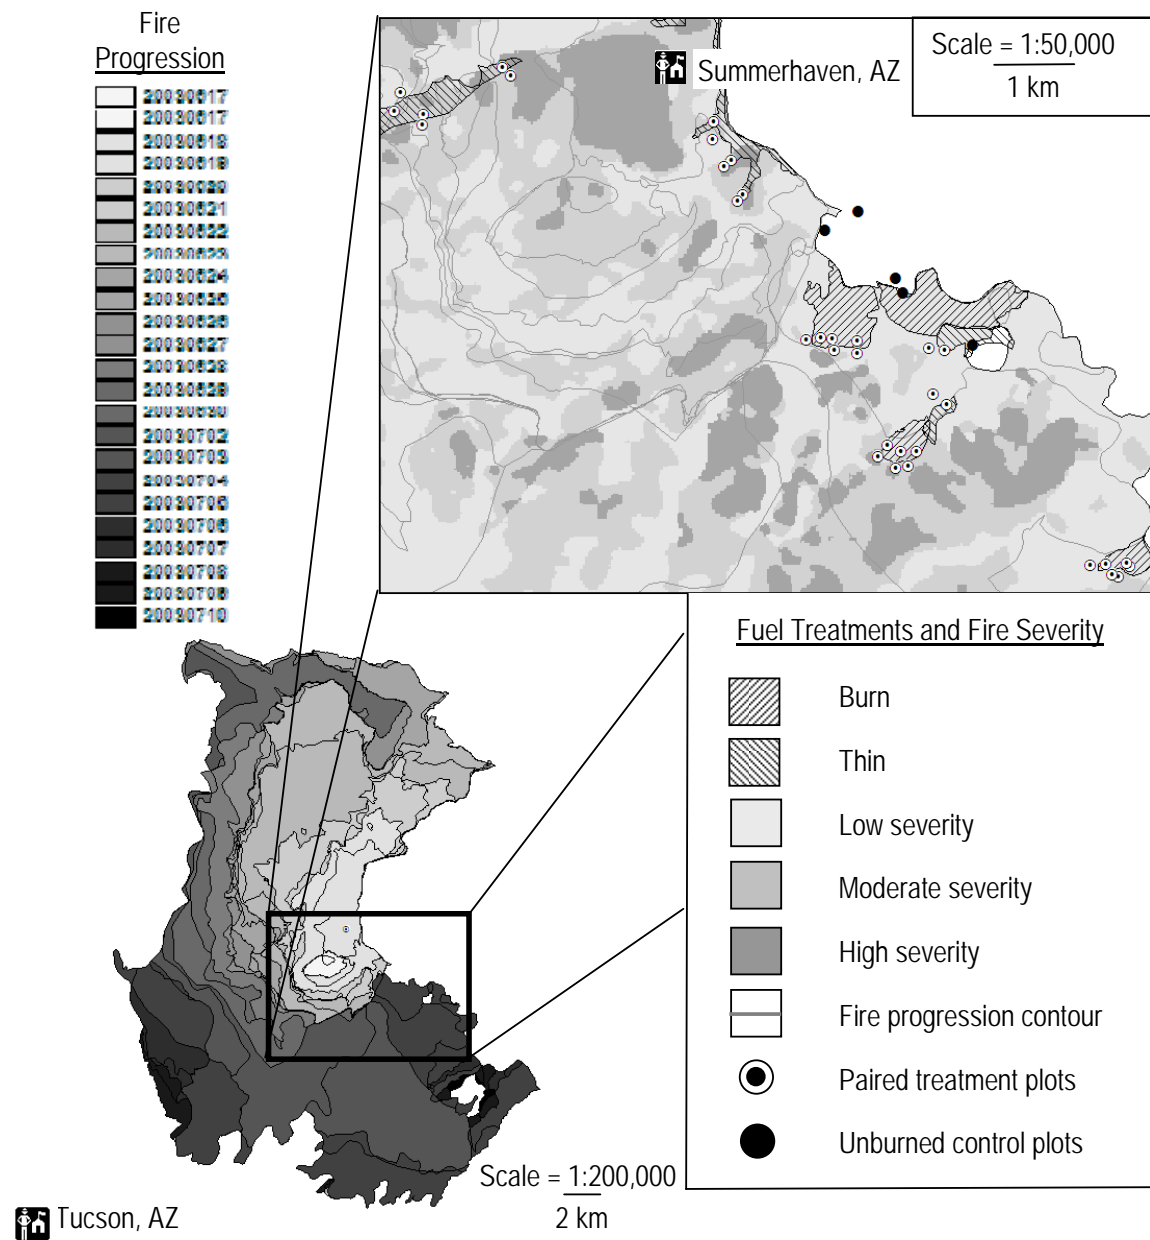 Fire
Progression
20030617
20030617
20030618
20030619
20030620
20030621
20030622
20030623
20030624
20030625
20030626
20030627
20030628
20030629
20030630
20030702
20030703
20030704
20030705
20030706
20030707
20030708
20030709
20030710
Summerhaven, AZ
Scale = 1:50,000
1 km
Fuel Treatments and Fire Severity
Burn
Thin
Low severity
Moderate severity
High severity
Fire progression contour
Paired treatment plots
Unburned control plots
Scale = 1:200,000
2 km
Tucson, AZ